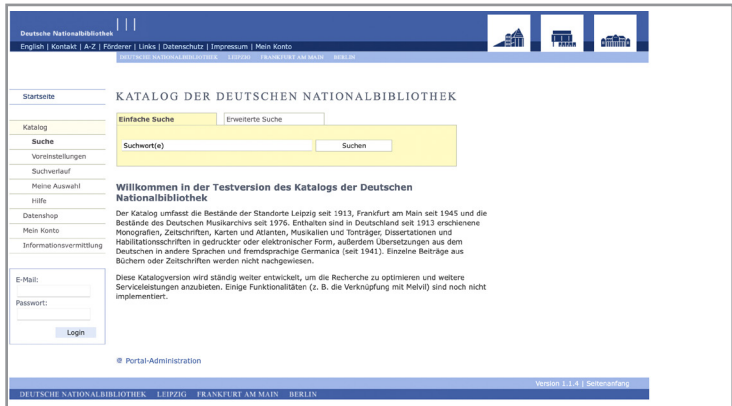 Deutsche Nationalbibliothek
English | Kontakt | A-Z | Förderer | Links | Datenschutz | Impressum | Mein Konto
DEUTSCHE NATIONALBIBLIOTHEK LEIPZIG FRANKFURT AM MAIN BERLIN
Startseite
Katalog
Suche
Voreinstellungen
Suchverlauf
Meine Auswahl
Hilfe
Datenshop
Mein Konto
Informationsvermittlung
E-Mail:
Passwort:
Login
KATALOG DER DEUTSCHEN NATIONALBIBLIOTHEK
Einfache Suche Erweiterte Suche
Suchwort(e) Suchen
Willkommen in der Testversion des Katalogs der Deutschen
Nationalbibliothek
Der Katalog umfasst die Bestände der Standorte Leipzig seit 1913, Frankfurt am Main seit 1945 und die
Bestände des Deutschen Musikarchivs seit 1976. Enthalten sind in Deutschland seit 1913 erschienene
Monografien, Zeitschriften, Karten und Atlanten, Musikalien und Tonträger, Dissertationen und
Habilitationsschriften in gedruckter oder elektronischer Form, außerdem Übersetzungen aus dem
Deutschen in andere Sprachen und fremdsprachige Germanica (seit 1941). Einzelne Beiträge aus
Büchern oder Zeitschriften werden nicht nachgewiesen.
Diese Katalogversion wird ständig weiter entwickelt, um die Recherche zu optimieren und weitere
Serviceleistungen anzubieten. Einige Funktionalitäten (z. B. die Verknüpfung mit Melvil) sind noch nicht
implementiert.
@ Portal-Administration
Version 1.1.4 | Seitenanfang
DEUTSCHE NATIONALBIBLIOTHEK LEIPZIG FRANKFURT AM MAIN BERLIN